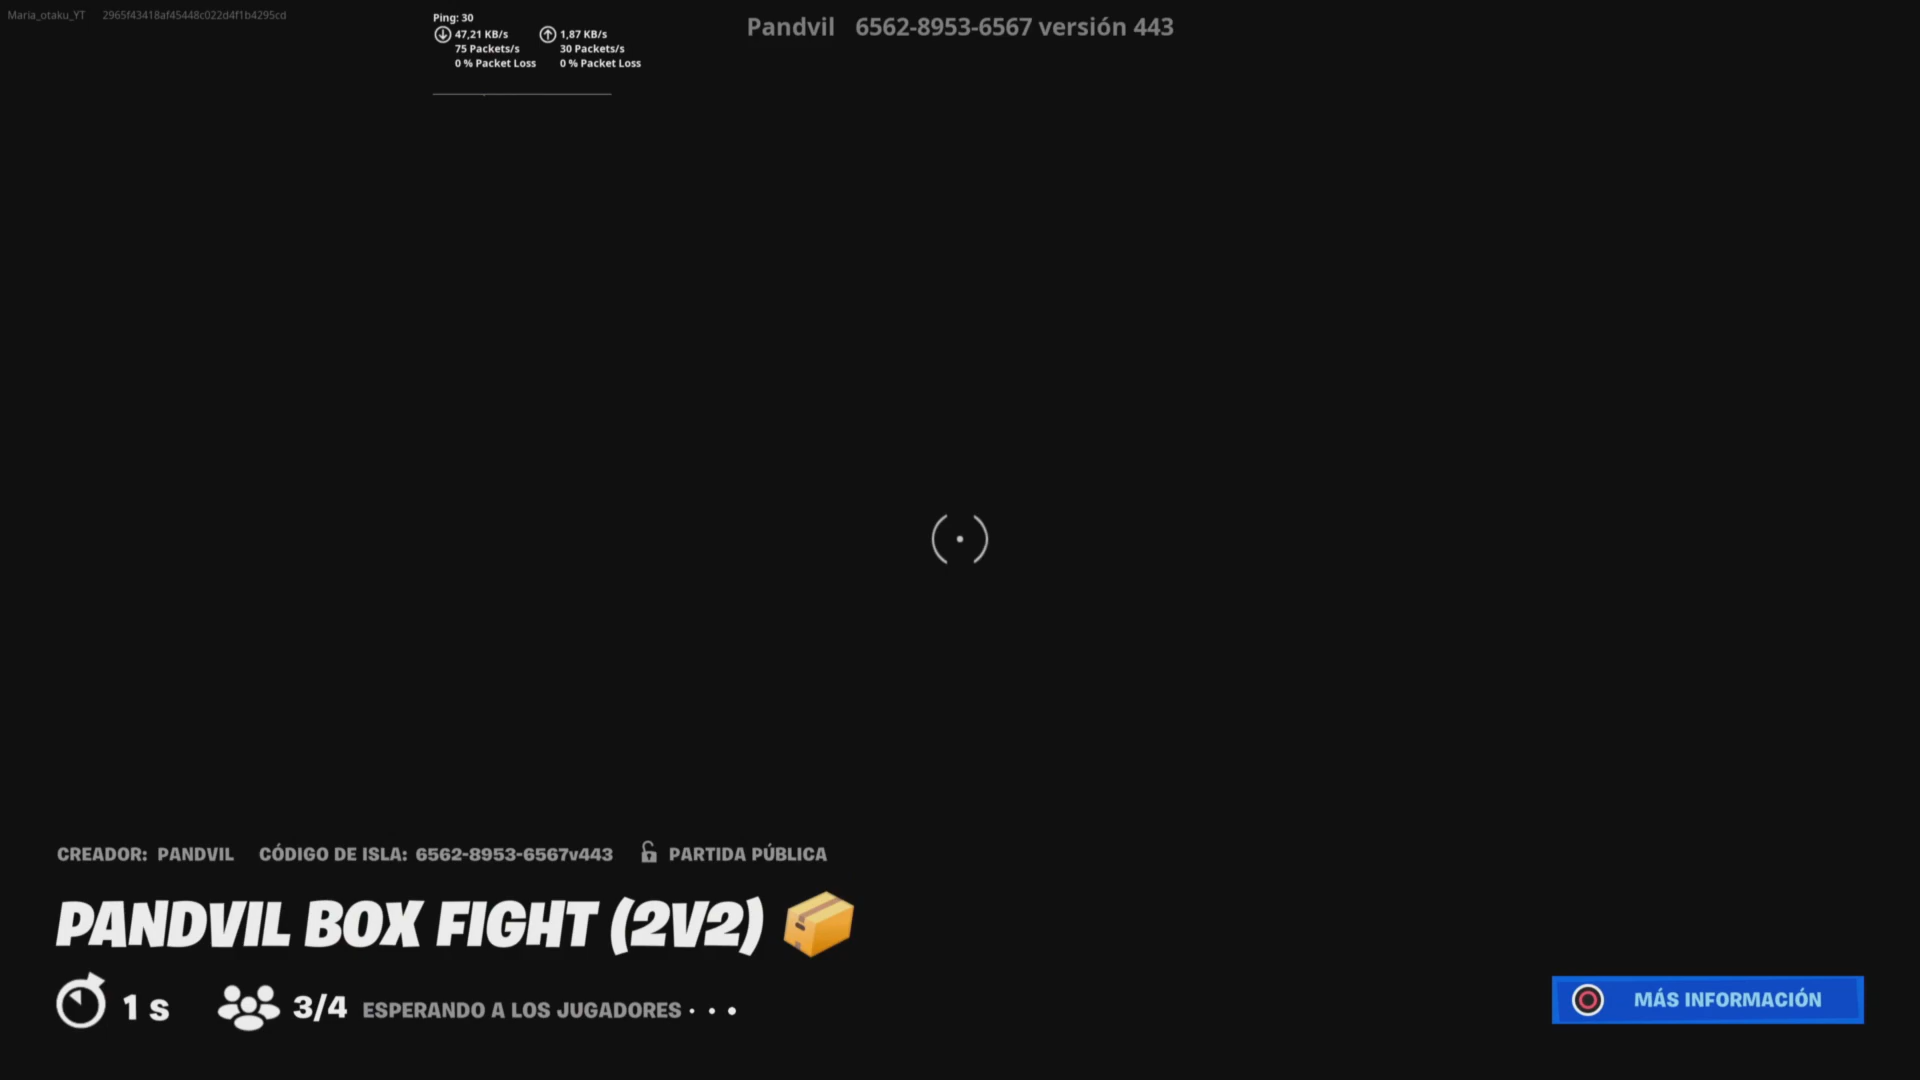 Maria_otaku_YT 2965f43418af45448c022d4f1b4295cd
Ping: 30
47,21 KB/s 1,87 KB/s
75 Packets/s 30 Packets/s
0 % Packet Loss 0 % Packet Loss
Pandvil 6562-8953-6567 versión 443
CREADOR: PANDVIL CÓDIGO DE ISLA: 6562-8953-6567v443 PARTIDA PÚBLICA
PANDVIL BOX FIGHT (2V2)
1 s 3/4 ESPERANDO A LOS JUGADORES • • •
MÁS INFORMACIÓN